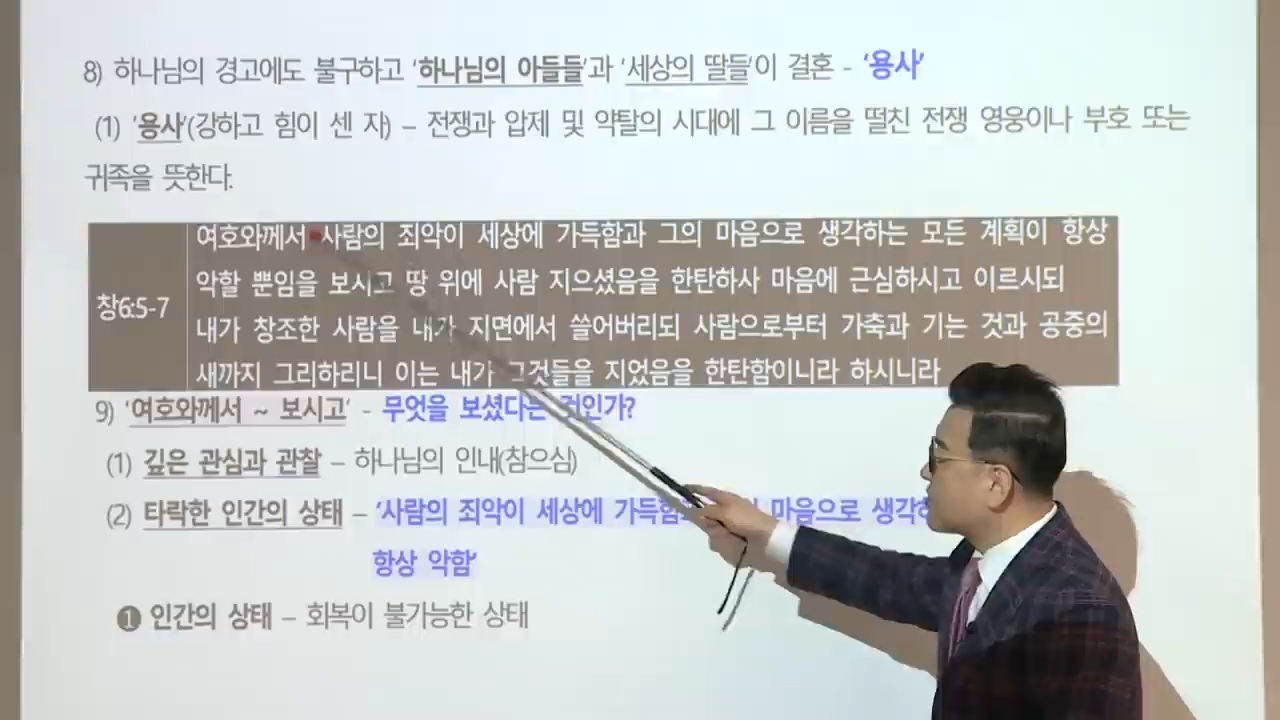 8) 하나님의 경고에도 불구하고 '하나님의 아들들'과 '세상의 딸들'이 결혼 - '용사'
(1) '용사'(강하고 힘이 센 자) – 전쟁과 압제 및 약탈의 시대에 그 이름을 떨친 전쟁 영웅이나 부호 또는
귀족을 뜻한다.
여호와께서 사람의 죄악이 세상에 가득함과 그의 마음으로 생각하는 모든 계획이 항상
악할 뿐임을 보시고 땅 위에 사람 지으셨음을 한탄하사 마음에 근심하시고 이르시되
창6:5-7
내가 창조한 사람을 내가 지면에서 쓸어버리되 사람으로부터 가축과 기는 것과 공중의
새까지 그리하리니 이는 내가 그것들을 지었음을 한탄함이니라 하시니라
9) '여호와께서 ~ 보시고' - 무엇을 보셨다는 것인가?
(1) 깊은 관심과 관찰 – 하나님의 인내(참으심)
(2) 타락한 인간의 상태 – '사람의 죄악이 세상에 마음으로
항상 악함'
❶ 인간의 상태 – 회복이 불가능한 상태